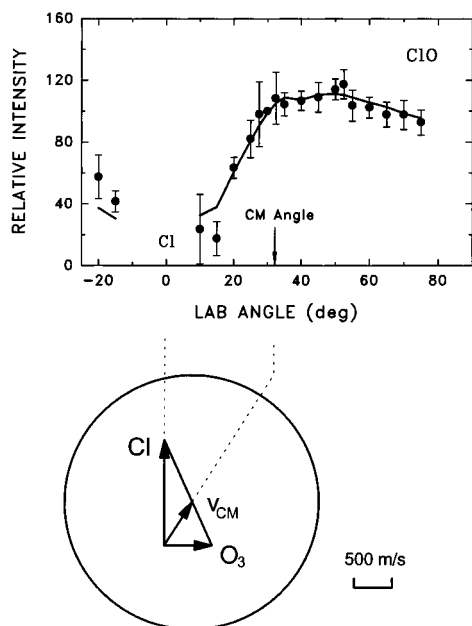 160
120
80
40
0
RELATIVE INTENSITY
ClO
Cl
CM Angle
-20 0 20 40 60 80
LAB ANGLE (deg)
Cl
VCM
O3
500 m/s